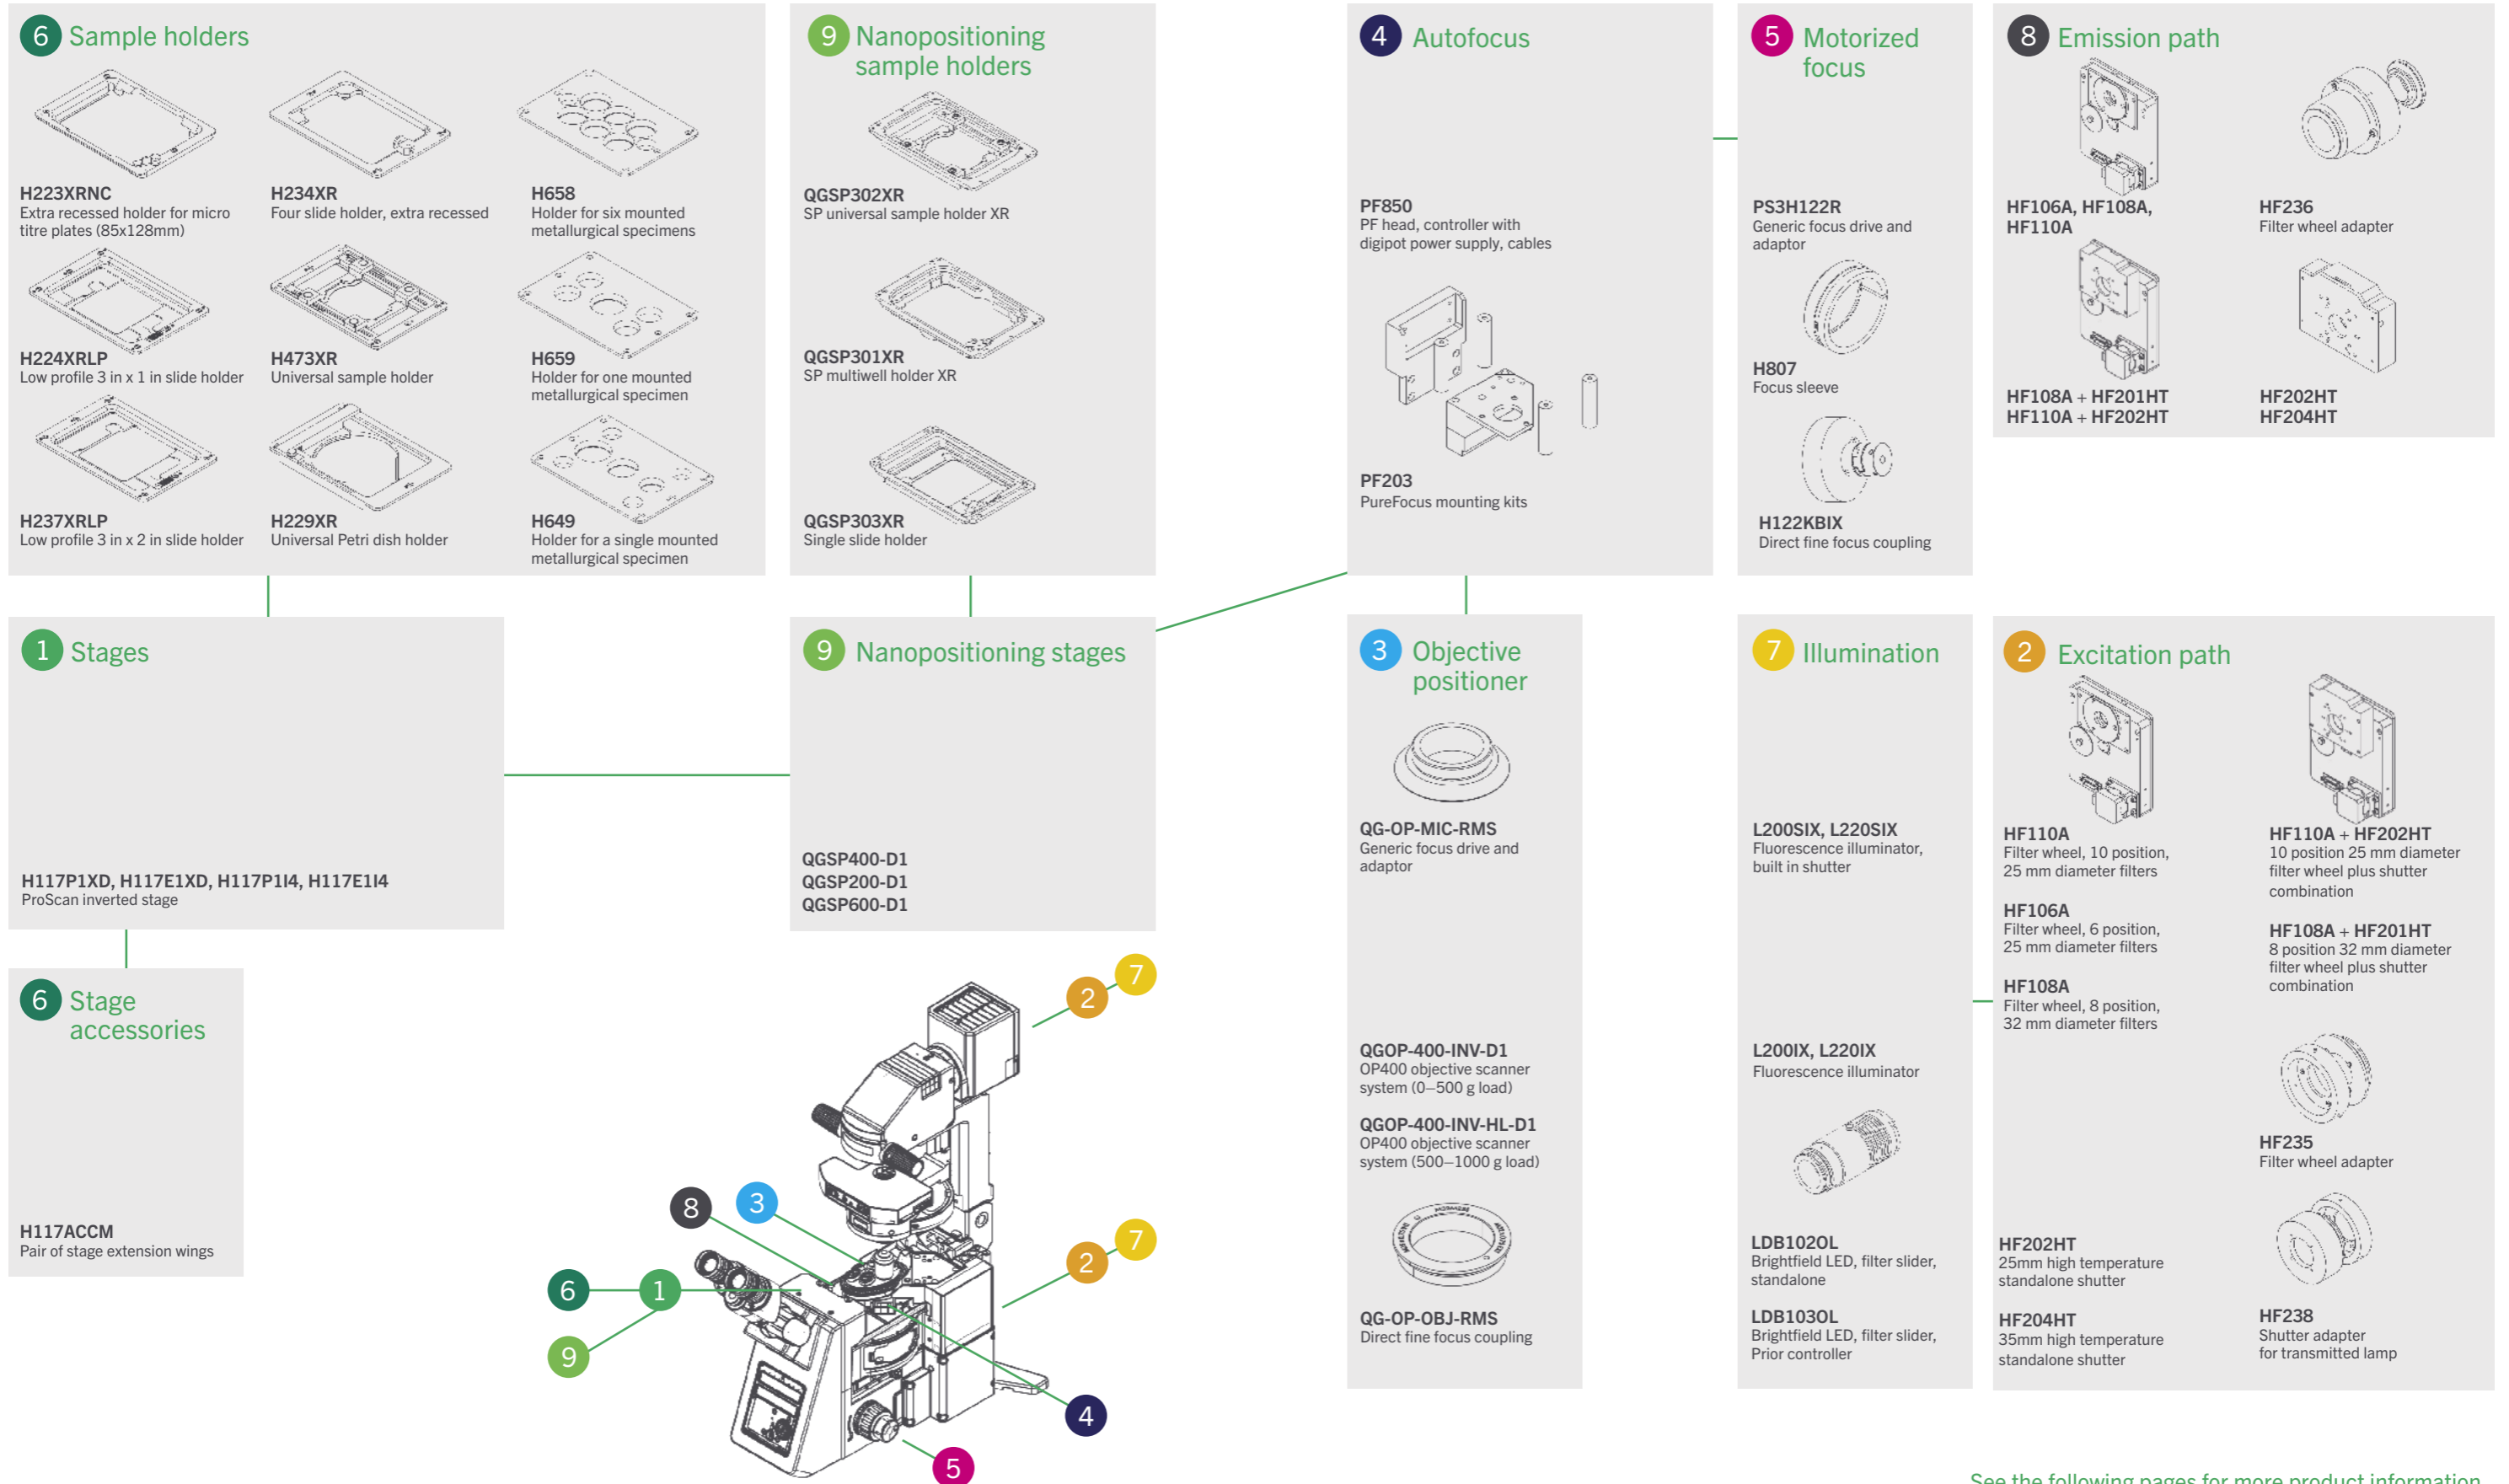 6 Sample holders
H223XRNC
Extra recessed holder for micro
titre plates (85x128mm)
H234XR
Four slide holder, extra recessed
H658
Holder for six mounted
metallurgical specimens
H224XRLP
Low profile 3 in x 1 in slide holder
H473XR
Universal sample holder
H659
Holder for one mounted
metallurgical specimen
H237XRLP
Low profile 3 in x 2 in slide holder
H229XR
Universal Petri dish holder
H649
Holder for a single mounted
metallurgical specimen
9 Nanopositioning
sample holders
QGSP302XR
SP universal sample holder XR
QGSP301XR
SP multiwell holder XR
QGSP303XR
Single slide holder
4 Autofocus
PF850
PF head, controller with
digipot power supply, cables
PF203
PureFocus mounting kits
5 Motorized
focus
PS3H122R
Generic focus drive and
adaptor
H807
Focus sleeve
H122KBIX
Direct fine focus coupling
8 Emission path
HF106A, HF108A,
HF110A
HF236
Filter wheel adapter
HF108A + HF201HT
HF110A + HF202HT
HF202HT
HF204HT
1 Stages
H117P1XD, H117E1XD, H117P1I4, H117E1I4
ProScan inverted stage
9 Nanopositioning stages
QGSP400-D1
QGSP200-D1
QGSP600-D1
3 Objective
positioner
QG-OP-MIC-RMS
Generic focus drive and
adaptor
QGOP-400-INV-D1
OP400 objective scanner
system (0–500 g load)
QGOP-400-INV-HL-D1
OP400 objective scanner
system (500–1000 g load)
QG-OP-OBJ-RMS
Direct fine focus coupling
7 Illumination
L200SIX, L220SIX
Fluorescence illuminator,
built in shutter
L200IX, L220IX
Fluorescence illuminator
LDB102OL
Brightfield LED, filter slider,
standalone
LDB103OL
Brightfield LED, filter slider,
Prior controller
2 Excitation path
HF110A
Filter wheel, 10 position,
25 mm diameter filters
HF106A
Filter wheel, 6 position,
25 mm diameter filters
HF108A
Filter wheel, 8 position,
32 mm diameter filters
HF110A + HF202HT
10 position 25 mm diameter
filter wheel plus shutter
combination
HF108A + HF201HT
8 position 32 mm diameter
filter wheel plus shutter
combination
HF235
Filter wheel adapter
HF202HT
25mm high temperature
standalone shutter
HF204HT
35mm high temperature
standalone shutter
HF238
Shutter adapter
for transmitted lamp
6 Stage
accessories
H117ACCM
Pair of stage extension wings
7
2
3
8
7
2
6
1
9
4
5
See the following pages for more product information